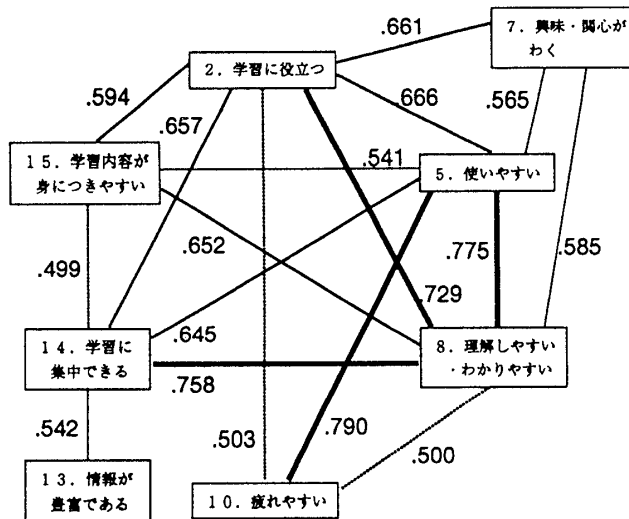 .661
7．興味・関心が
わく
2．学習に役立つ
.594
.657
.666
.565
15．学習内容が
身につきやすい
.541
5．使いやすい
.652
.775
.585
.499
.729
14．学習に
集中できる
.645
8．理解しやすい
・わかりやすい
.758
.542
.503
.790
.500
13．情報が
豊富である
10．疲れやすい